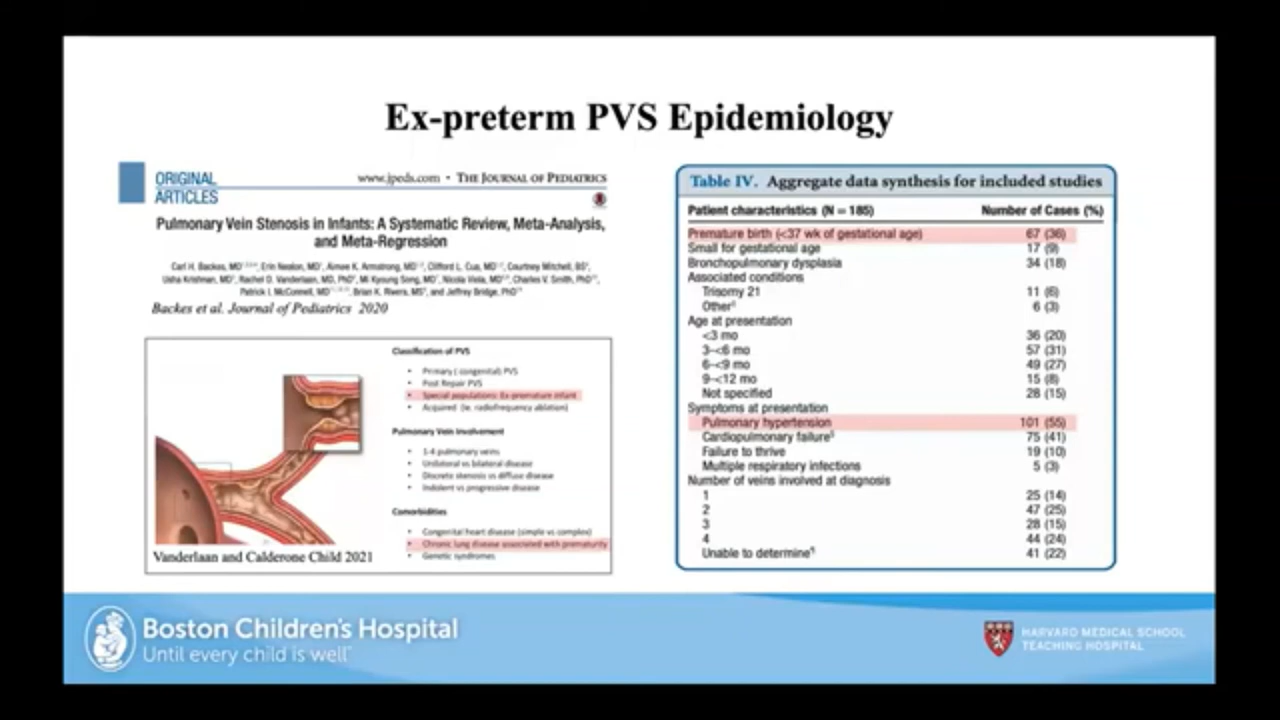 Ex-preterm PVS Epidemiology
ORIGINAL
ARTICLES
www.jpeds.com • THE JOURNAL OF PEDIATRICS
Pulmonary Vein Stenosis in Infants: A Systematic Review, Meta-Analysis,
and Meta-Regression
Carl H. Backes, MD, Erin Nealon, MD, Aimee K. Armstrong, MD, Clifford L. Cua, MD, Courtney Mitchell, BS,
Usha Krishnan, MD, Rachel D. Vanderlaan, MD, PhD, Mi Kyoung Song, MD, Nicola Viola, MD, Charles V. Smith, PhD,
Patrick I. McConnell, MD, Brian K. Rivera, MS, and Jeffrey Bridge, PhD
Backes et al. Journal of Pediatrics 2020
Classification of PVS
• Primary ( congenital) PVS
• Post Repair PVS
• Special populations: Ex-premature infant
• Acquired (ie. radiofrequency ablation)
Pulmonary Vein Involvement
• 1-4 pulmonary veins
• Unilateral vs bilateral disease
• Discrete stenosis vs diffuse disease
• Indolent vs progressive disease
Comorbidities
• Congenital heart disease (simple vs complex)
• Chronic lung disease associated with prematurity
• Genetic syndromes
Vanderlaan and Calderone Child 2021
Table IV. Aggregate data synthesis for included studies
Patient characteristics (N = 185) Number of Cases (%)
Premature birth (<37 wk of gestational age) 67 (36)
Small for gestational age 17 (9)
Bronchopulmonary dysplasia 34 (18)
Associated conditions
Trisomy 21 11 (6)
Other 6 (3)
Age at presentation
<3 mo 36 (20)
3-<6 mo 57 (31)
6-<9 mo 49 (27)
9-<12 mo 15 (8)
Not specified 28 (15)
Symptoms at presentation
Pulmonary hypertension 101 (55)
Cardiopulmonary failure§ 75 (41)
Failure to thrive 19 (10)
Multiple respiratory infections 5 (3)
Number of veins involved at diagnosis
1 25 (14)
2 47 (25)
3 28 (15)
4 44 (24)
Unable to determine¶ 41 (22)
Boston Children's Hospital
Until every child is well
HARVARD MEDICAL SCHOOL
TEACHING HOSPITAL